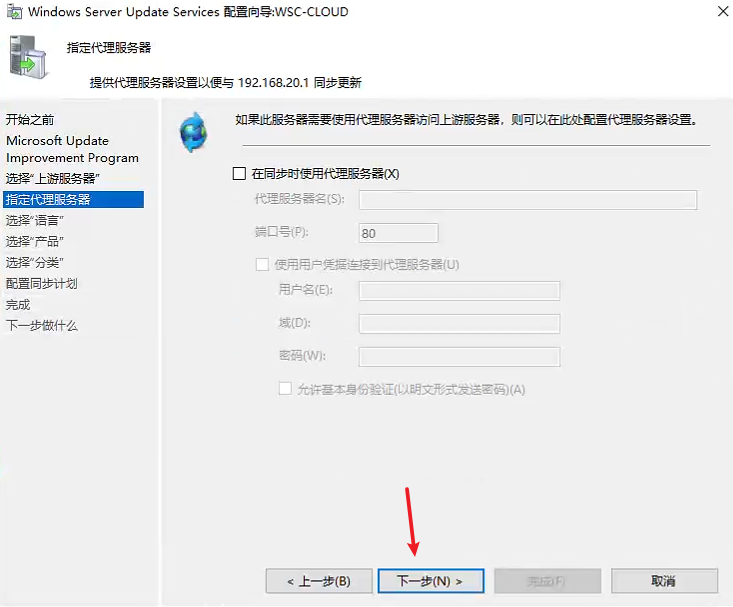 Windows Server Update Services 配置向导:WSC-CLOUD
指定代理服务器
提供代理服务器设置以便与 192.168.20.1 同步更新
开始之前
Microsoft Update
Improvement Program
选择“上游服务器”
指定代理服务器
选择“语言”
选择“产品”
选择“分类”
配置同步计划
完成
下一步做什么
如果此服务器需要使用代理服务器访问上游服务器，则可以在此处配置代理服务器设置。
在同步时使用代理服务器(X)
代理服务器名(S):
端口号(P): 80
使用用户凭据连接到代理服务器(U)
用户名(E):
域(D):
密码(W):
允许基本身份验证(以明文形式发送密码)(A)
< 上一步(B) 下一步(N) > 完成(F) 取消